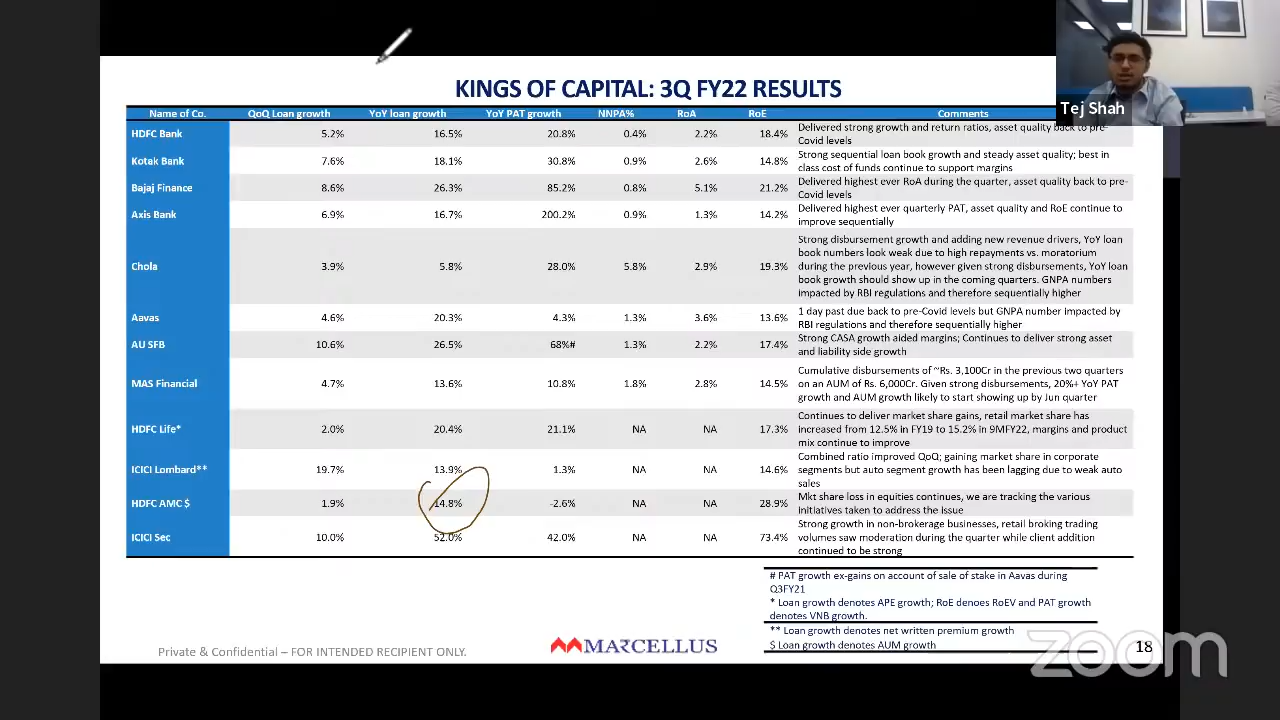 Tej Shah
KINGS OF CAPITAL: 3Q FY22 RESULTS
Name of Co. QoQ Loan growth YoY loan growth YoY PAT growth NNPA% RoA RoE Comments
HDFC Bank 5.2% 16.5% 20.8% 0.4% 2.2% 18.4% Delivered strong growth and return ratios, asset quality back to pre-
Covid levels
Kotak Bank 7.6% 18.1% 30.8% 0.9% 2.6% 14.8% Strong sequential loan book growth and steady asset quality; best in
class cost of funds continue to support margins
Bajaj Finance 8.6% 26.3% 85.2% 0.8% 5.1% 21.2% Delivered highest ever RoA during the quarter, asset quality back to pre-
Covid levels
Axis Bank 6.9% 16.7% 200.2% 0.9% 1.3% 14.2% Delivered highest ever quarterly PAT, asset quality and RoE continue to
improve sequentially
Chola 3.9% 5.8% 28.0% 5.8% 2.9% 19.3% Strong disbursement growth and adding new revenue drivers, YoY loan
book numbers look weak due to high repayments vs. moratorium
during the previous year, however given strong disbursements, YoY loan
book growth should show up in the coming quarters. GNPA numbers
impacted by RBI regulations and therefore sequentially higher
Aavas 4.6% 20.3% 4.3% 1.3% 3.6% 13.6% 1 day past due back to pre-Covid levels but GNPA number impacted by
RBI regulations and therefore sequentially higher
AU SFB 10.6% 26.5% 68%# 1.3% 2.2% 17.4% Strong CASA growth aided margins; Continues to deliver strong asset
and liability side growth
MAS Financial 4.7% 13.6% 10.8% 1.8% 2.8% 14.5% Cumulative disbursements of ~Rs. 3,100Cr in the previous two quarters
on an AUM of Rs. 6,000Cr. Given strong disbursements, 20%+ YoY PAT
growth and AUM growth likely to start showing up by Jun quarter
HDFC Life* 2.0% 20.4% 21.1% NA NA 17.3% Continues to deliver market share gains, retail market share has
increased from 12.5% in FY19 to 15.2% in 9MFY22, margins and product
mix continue to improve
ICICI Lombard** 19.7% 13.9% 1.3% NA NA 14.6% Combined ratio improved QoQ; gaining market share in corporate
segments but auto segment growth has been lagging due to weak auto
sales
HDFC AMC $ 1.9% 14.8% -2.6% NA NA 28.9% Mkt share loss in equities continues, we are tracking the various
initiatives taken to address the issue
ICICI Sec 10.0% 52.0% 42.0% NA NA 73.4% Strong growth in non-brokerage businesses, retail broking trading
volumes saw moderation during the quarter while client addition
continued to be strong
# PAT growth ex-gains on account of sale of stake in Aavas during
Q3FY21
* Loan growth denotes APE growth; RoE denoes RoEV and PAT growth
denotes VNB growth.
** Loan growth denotes net written premium growth
$ Loan growth denotes AUM growth
Private & Confidential – FOR INTENDED RECIPIENT ONLY.
MARCELLUS
18
zoom